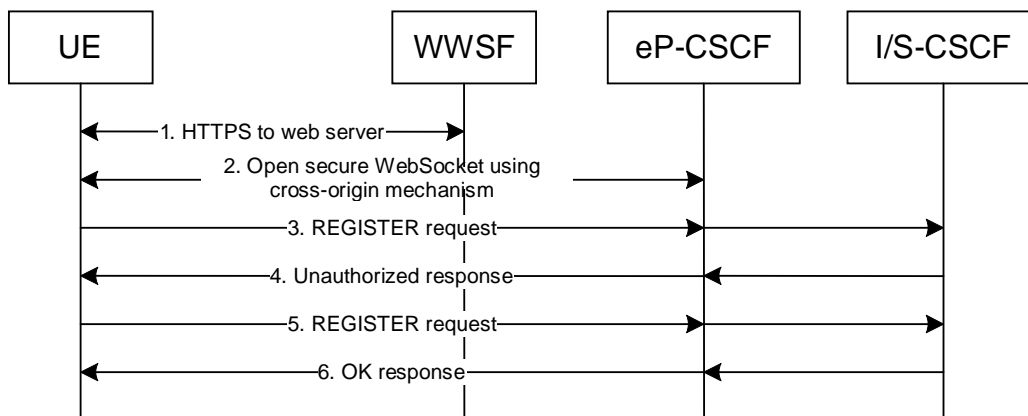 UE
WWSF
eP-CSCF
I/S-CSCF
1. HTTPS to web server
2. Open secure WebSocket using
cross-origin mechanism
3. REGISTER request
4. Unauthorized response
5. REGISTER request
6. OK response